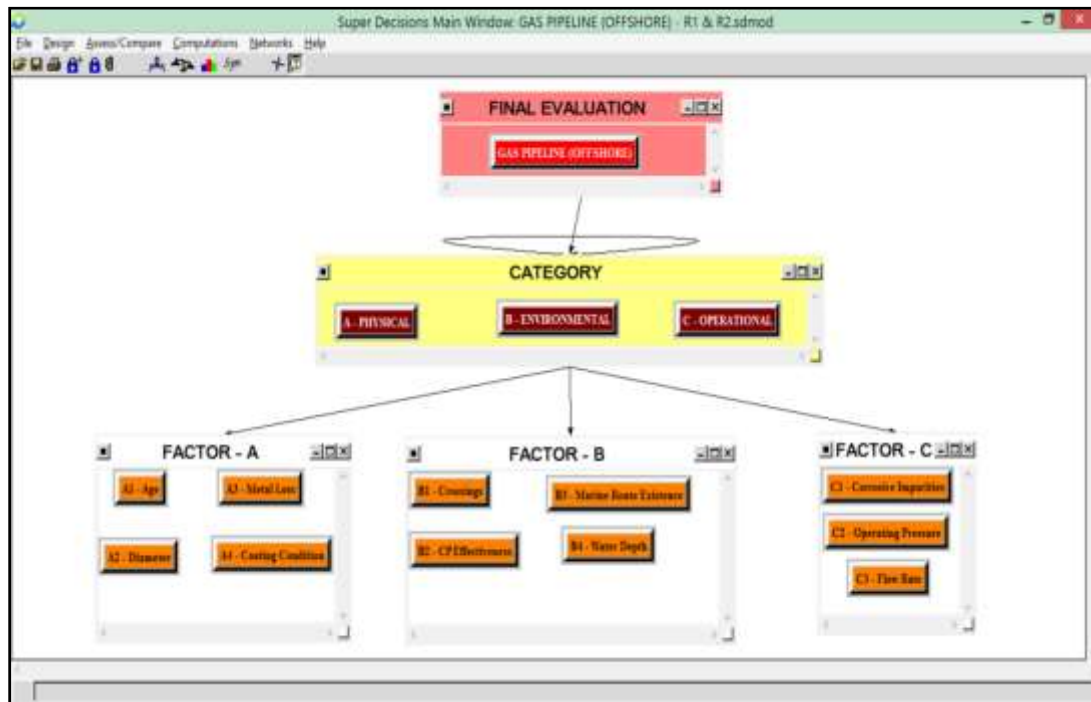 Super Decisions Main Window: GAS PIPELINE (OFFSHORE) - R1 & R2.sdmod
File Design Assess/Compare Computations Networks Help
Syn
FINAL EVALUATION
GAS PIPELINE (OFFSHORE)
CATEGORY
A - PHYSICAL
B - ENVIRONMENTAL
C - OPERATIONAL
FACTOR - A
A1 - Age
A3 - Metal Loss
A2 - Diameter
A4 - Coating Condition
FACTOR - B
B1 - Crossings
B3 - Marine Route Existence
B2 - CP Effectiveness
B4 - Water Depth
FACTOR - C
C1 - Corrosive Impurities
C2 - Operating Pressure
C3 - Flow Rate